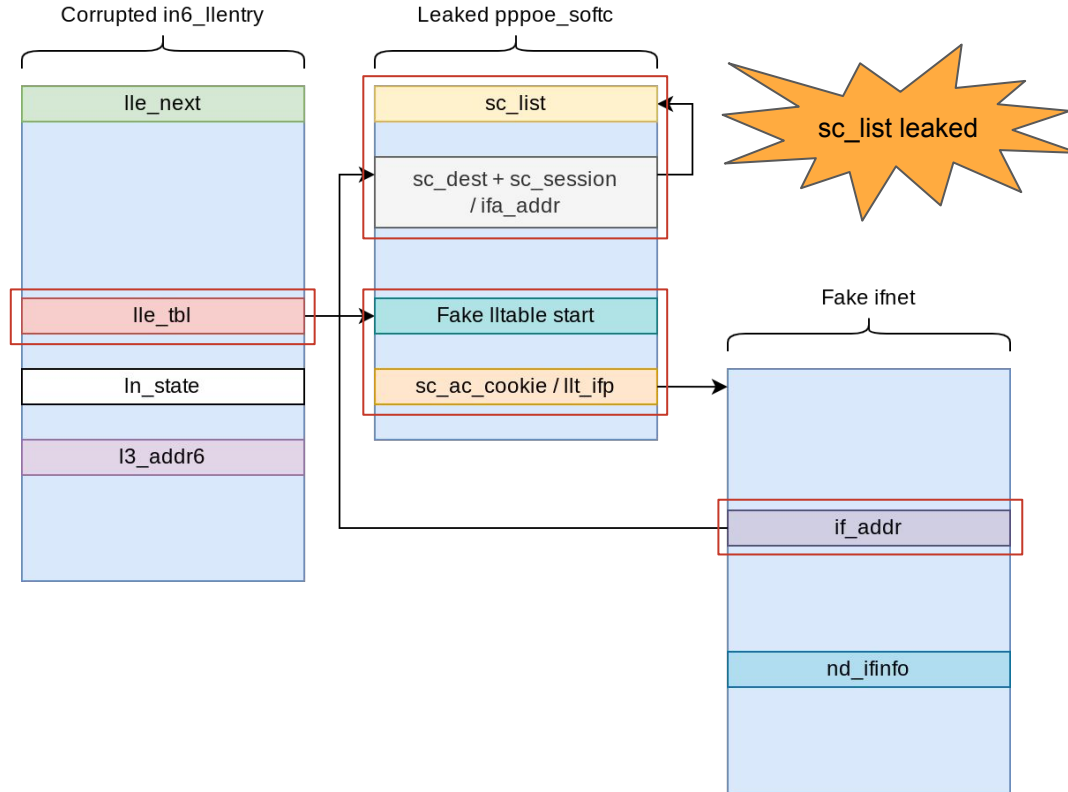 Corrupted in6_llentry
Leaked pppoe_softc
lle_next
sc_list
sc_list leaked
sc_dest + sc_session
/ ifa_addr
lle_tbl
Fake lltable start
Fake ifnet
ln_state
sc_ac_cookie / llt_ifp
l3_addr6
if_addr
nd_ifinfo